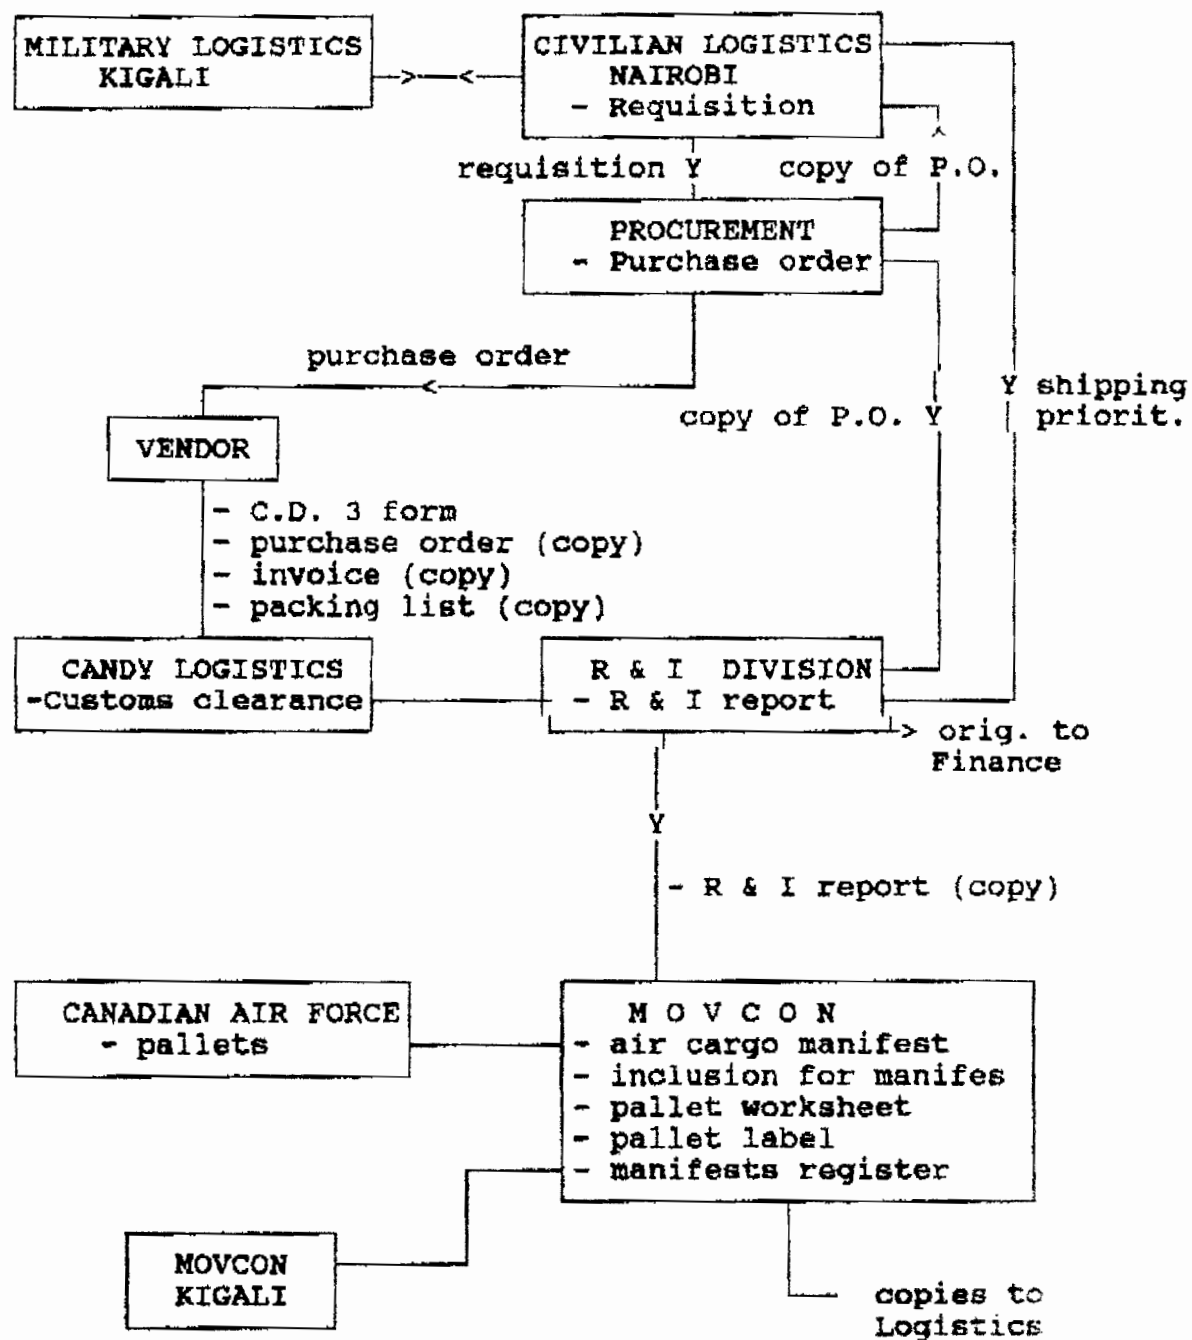 MILITARY LOGISTICS
KIGALI
CIVILIAN LOGISTICS
NAIROBI
- Requisition
requisition Y
copy of P.O.
PROCUREMENT
- Purchase order
purchase order
copy of P.O. Y
Y shipping
priorit.
VENDOR
- C.D. 3 form
- purchase order (copy)
- invoice (copy)
- packing list (copy)
CANDY LOGISTICS
-Customs clearance
R & I DIVISION
- R & I report
> orig. to
Finance
Y
- R & I report (copy)
CANADIAN AIR FORCE
- pallets
M O V C O N
- air cargo manifest
- inclusion for manifes
- pallet worksheet
- pallet label
- manifests register
MOVCON
KIGALI
copies to
Logistics